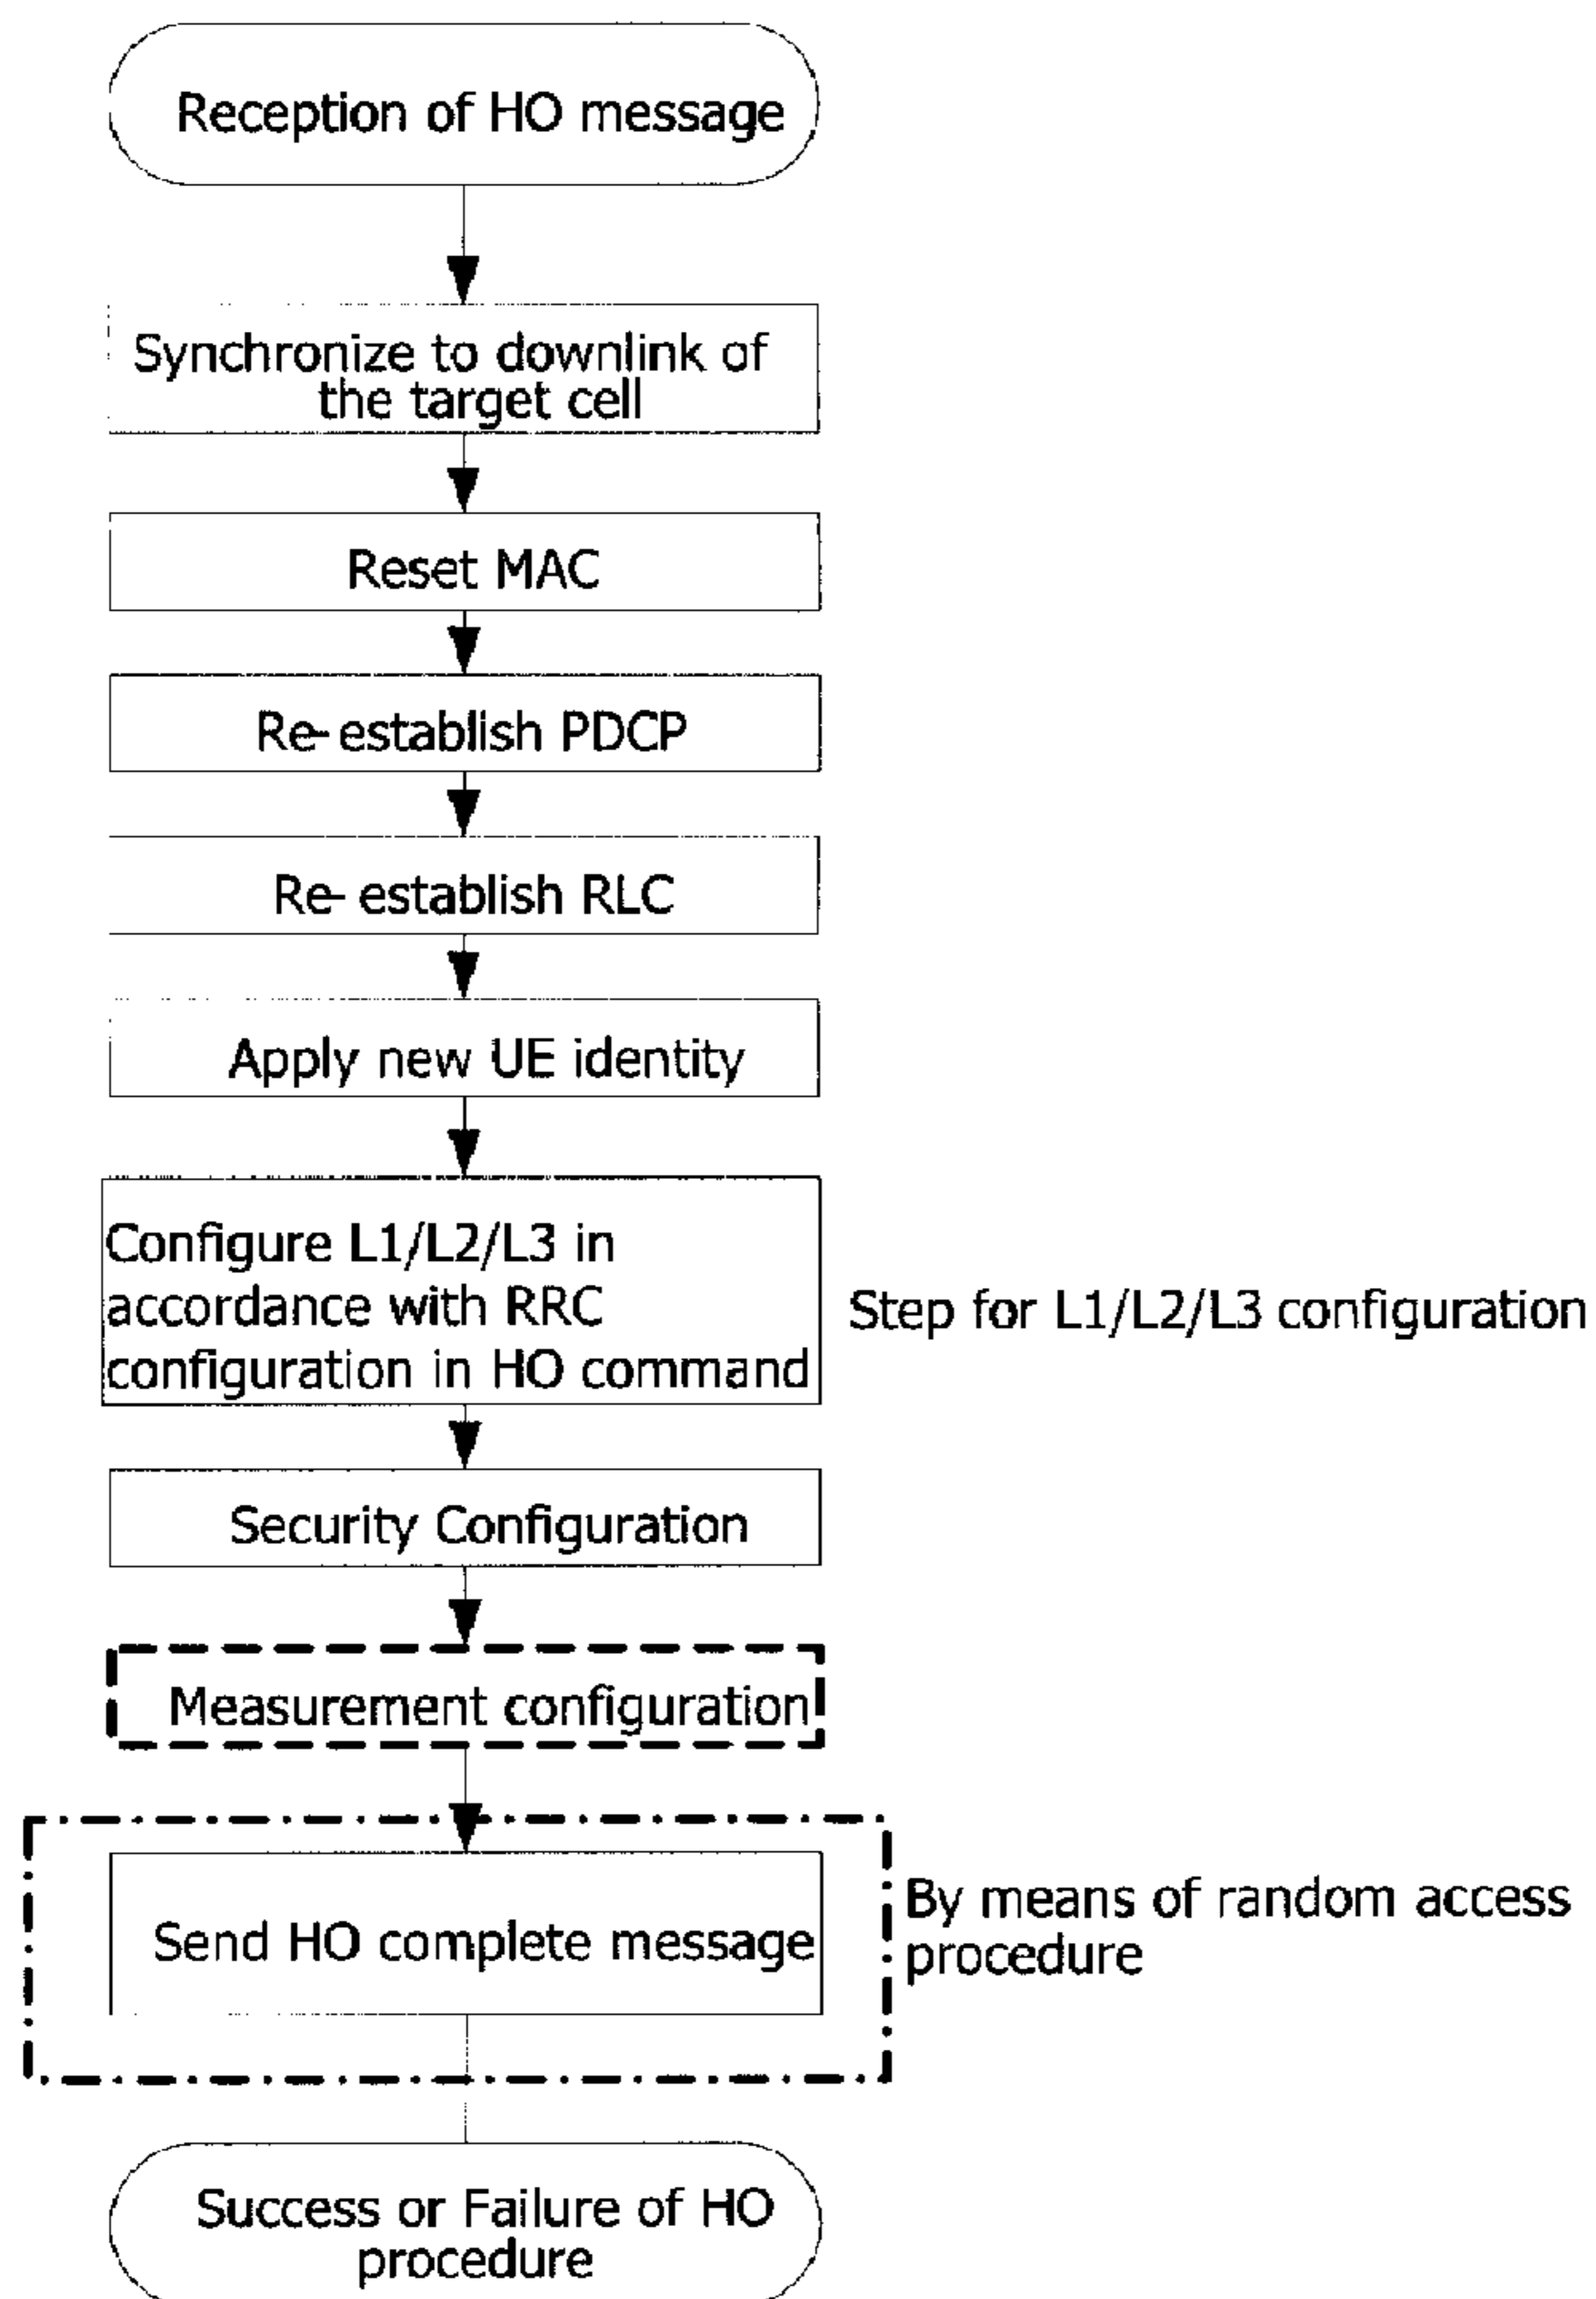 Reception of HO message
Synchronize to downlink of
the target cell
Reset MAC
Re-establish PDCP
Re-establish RLC
Apply new UE identity
Configure L1/L2/L3 in
accordance with RRC
configuration in HO command
Step for L1/L2/L3 configuration
Security Configuration
Measurement configuration
Send HO complete message
By means of random access
procedure
Success or Failure of HO
procedure